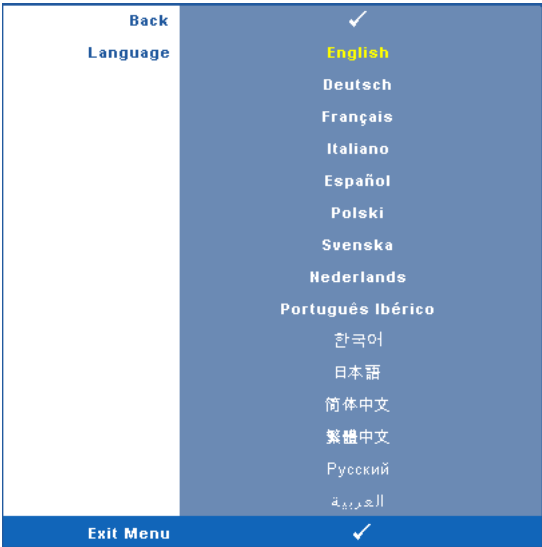 Back ✓
Language English
Deutsch
Français
Italiano
Español
Polski
Svenska
Nederlands
Português Ibérico
한국어
日本語
简体中文
繁體中文
Русский
العربية
Exit Menu ✓